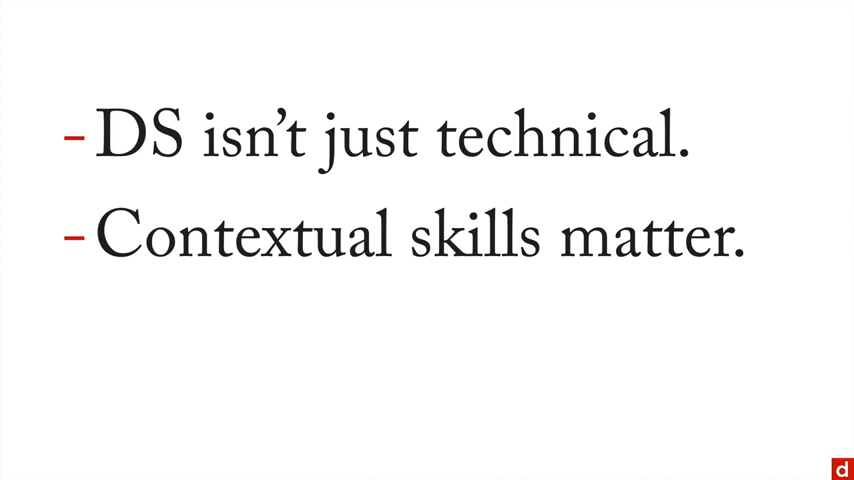 - DS isn’t just technical.
- Contextual skills matter.
d